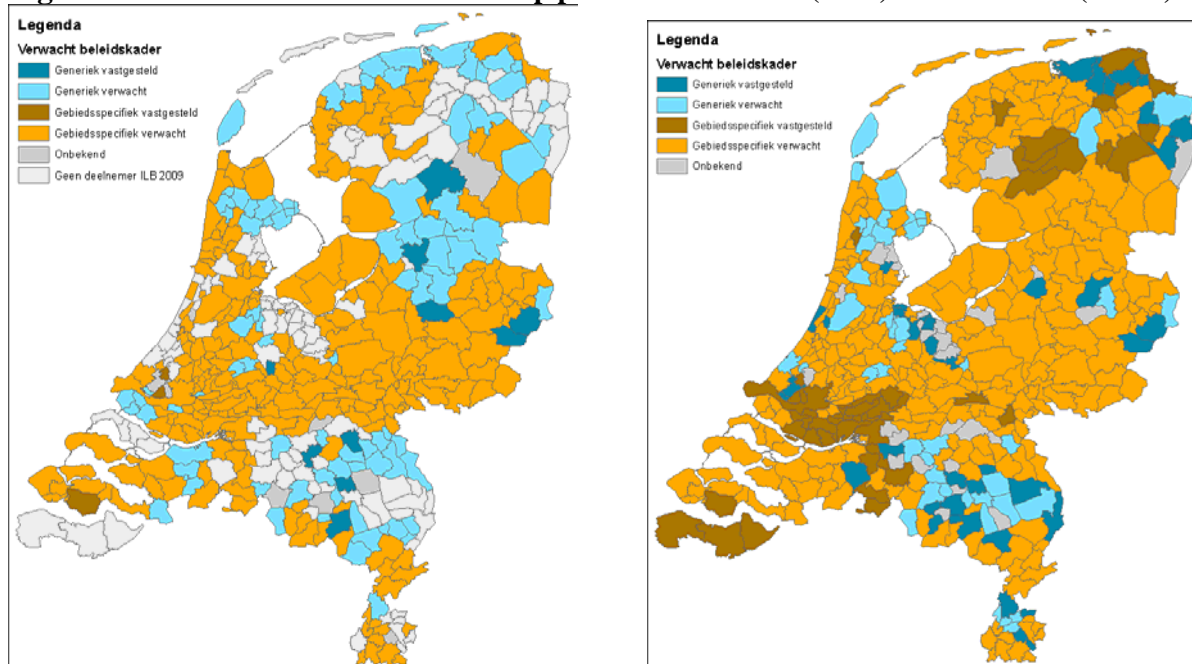 Legenda
Verwacht beleidskader
Generiek vastgesteld
Generiek verwacht
Gebiedsspecifiek vastgesteld
Gebiedsspecifiek verwacht
Onbekend
Geen deelnemer ILB 2009
Legenda
Verwacht beleidskader
Generiek vastgesteld
Generiek verwacht
Gebiedsspecifiek vastgesteld
Gebiedsspecifiek verwacht
Onbekend